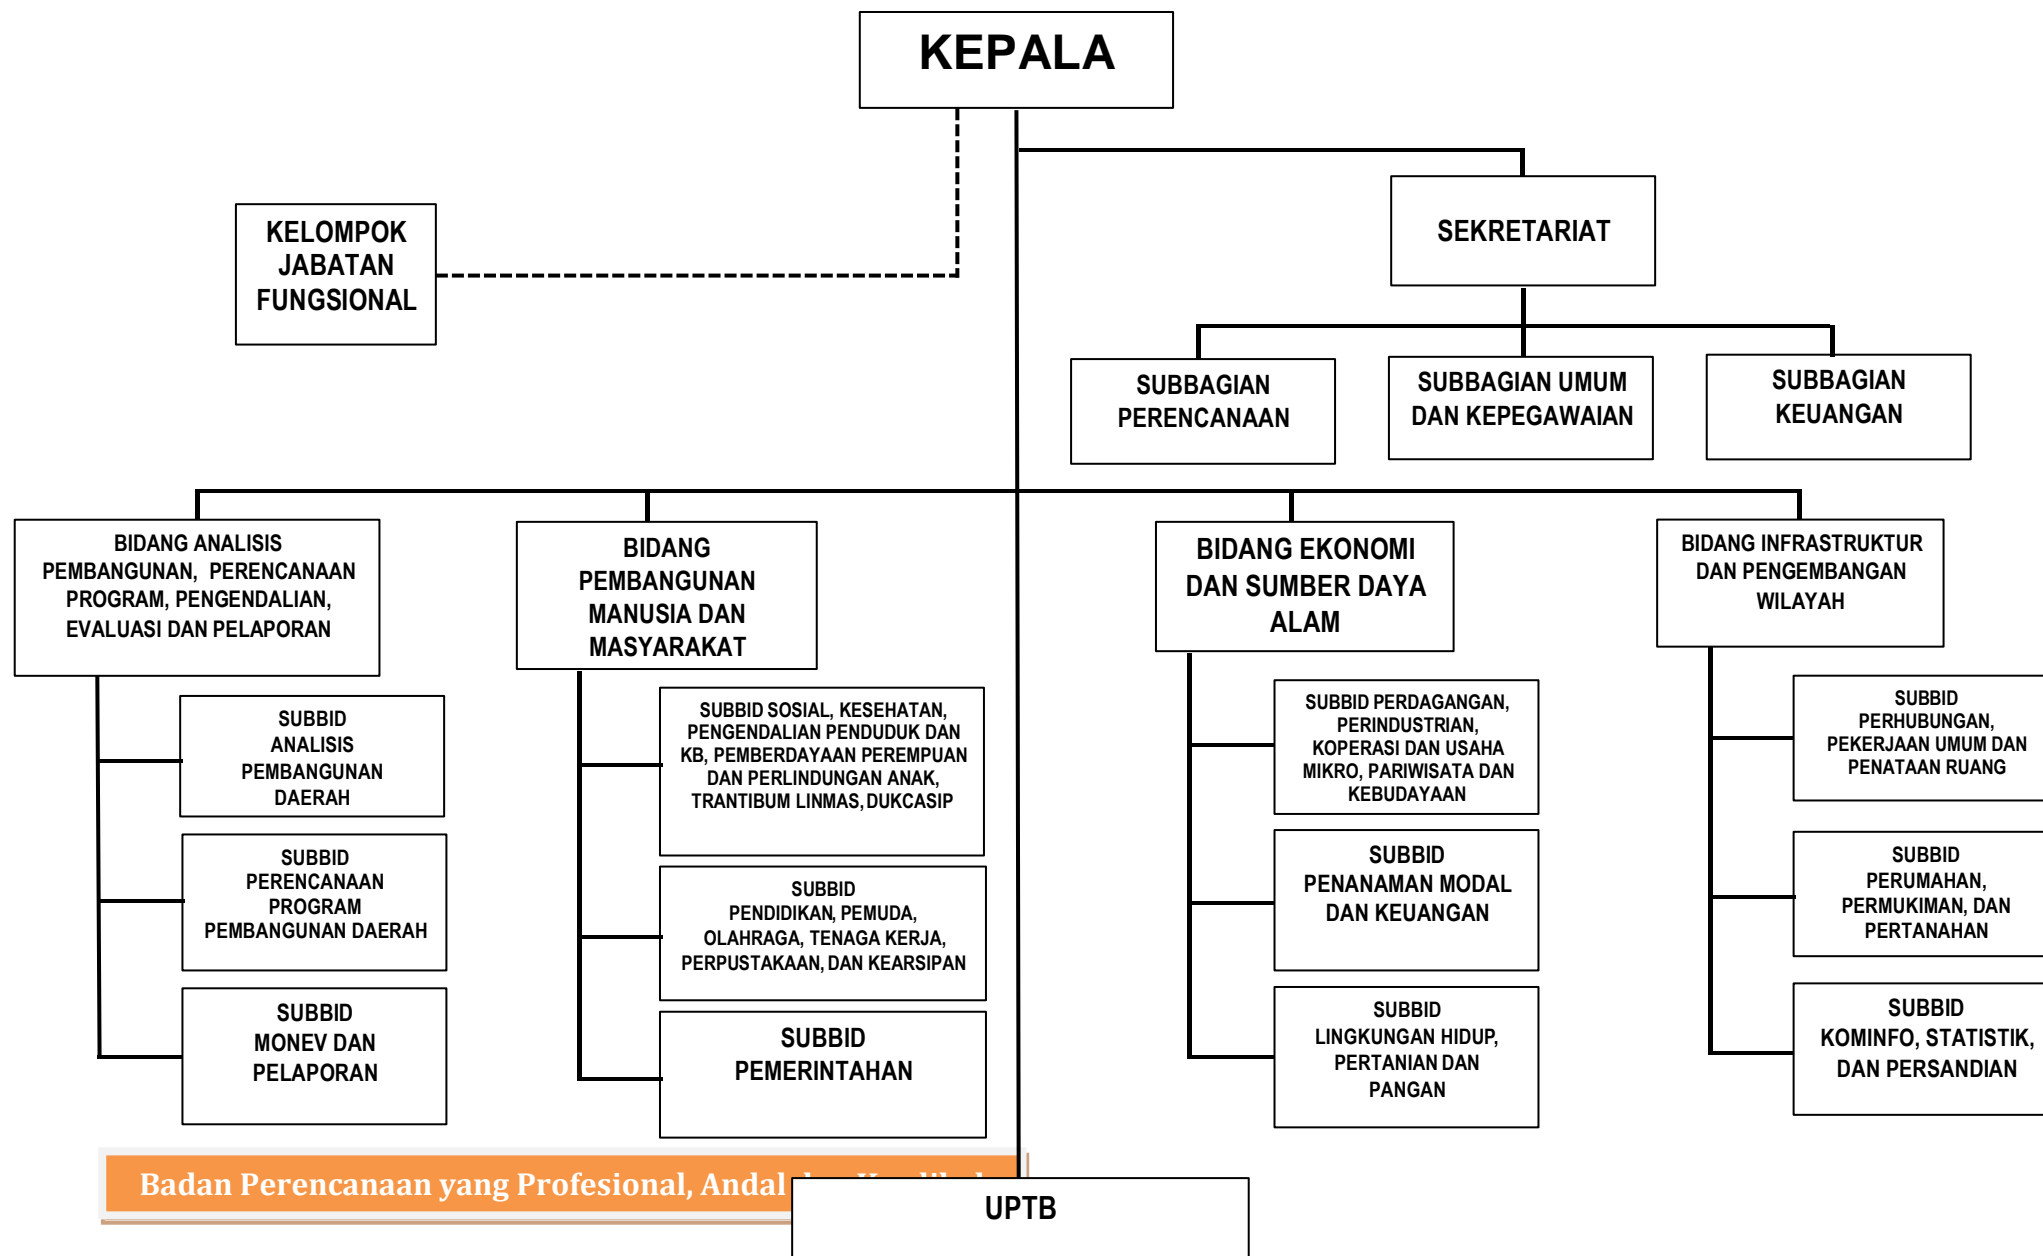 KEPALA
KELOMPOK
JABATAN
FUNGSIONAL
SEKRETARIAT
SUBBAGIAN
PERENCANAAN
SUBBAGIAN UMUM
DAN KEPEGAWAIAN
SUBBAGIAN
KEUANGAN
BIDANG ANALISIS
PEMBANGUNAN, PERENCANAAN
PROGRAM, PENGENDALIAN,
EVALUASI DAN PELAPORAN
BIDANG
PEMBANGUNAN
MANUSIA DAN
MASYARAKAT
BIDANG EKONOMI
DAN SUMBER DAYA
ALAM
BIDANG INFRASTRUKTUR
DAN PENGEMBANGAN
WILAYAH
SUBBID
ANALISIS
PEMBANGUNAN
DAERAH
SUBBID
PERENCANAAN
PROGRAM
PEMBANGUNAN DAERAH
SUBBID
MONEV DAN
PELAPORAN
SUBBID SOSIAL, KESEHATAN,
PENGENDALIAN PENDUDUK DAN
KB, PEMBERDAYAAN PEREMPUAN
DAN PERLINDUNGAN ANAK,
TRANTIBUM LINMAS, DUKCASIP
SUBBID
PENDIDIKAN, PEMUDA,
OLAHRAGA, TENAGA KERJA,
PERPUSTAKAAN, DAN KEARSIPAN
SUBBID
PEMERINTAHAN
SUBBID PERDAGANGAN,
PERINDUSTRIAN,
KOPERASI DAN USAHA
MIKRO, PARIWISATA DAN
KEBUDAYAAN
SUBBID
PENANAMAN MODAL
DAN KEUANGAN
SUBBID
LINGKUNGAN HIDUP,
PERTANIAN DAN
PANGAN
SUBBID
PERHUBUNGAN,
PEKERJAAN UMUM DAN
PENATAAN RUANG
SUBBID
PERUMAHAN,
PERMUKIMAN, DAN
PERTANAHAN
SUBBID
KOMINFO, STATISTIK,
DAN PERSANDIAN
Badan Perencanaan yang Profesional, Andal
UPTB